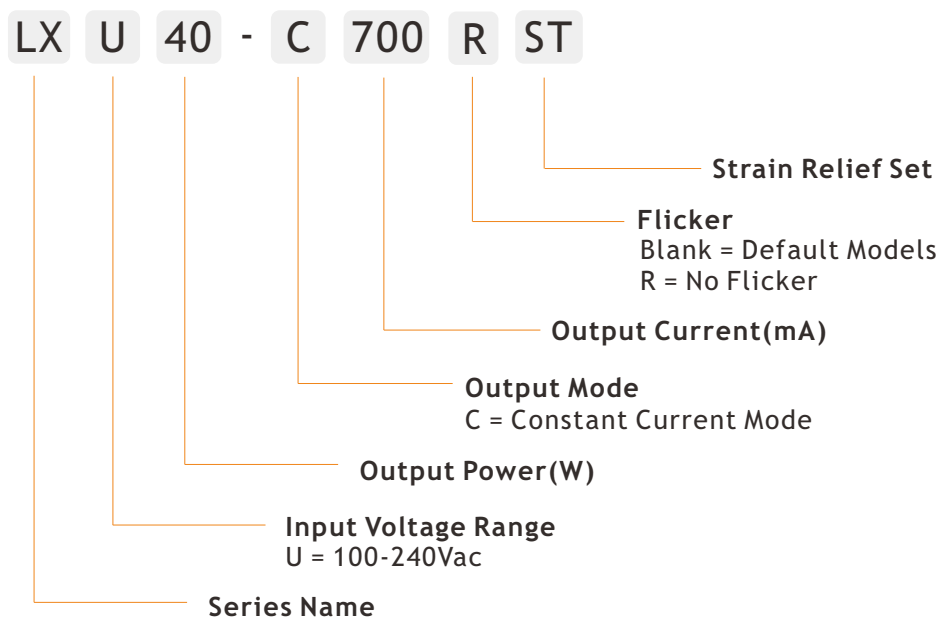 LX U 40 - C 700 R ST
Strain Relief Set
Flicker
Blank = Default Models
R = No Flicker
Output Current(mA)
Output Mode
C = Constant Current Mode
Output Power(W)
Input Voltage Range
U = 100-240Vac
Series Name